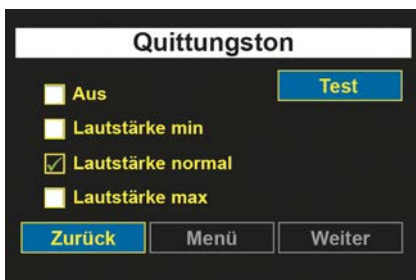 Quittungston
Aus
Test
Lautstärke min
Lautstärke normal
Lautstärke max
Zurück Menü Weiter